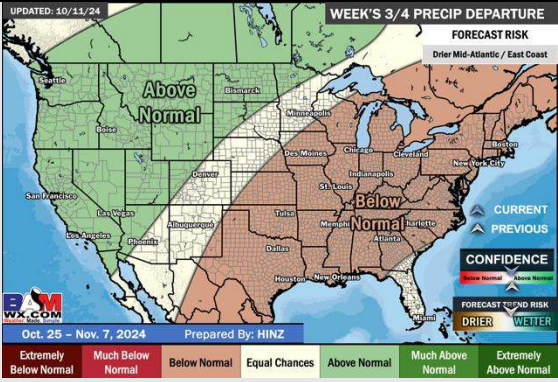 UPDATED: 10/11/24
WEEK'S 3/4 PRECIP DEPARTURE
FORECAST RISK
Drier Mid-Atlantic / East Coast
Seattle
Above
Normal
Bismarck
Minneapolis
Boise
Boston
Des Moines
Chicago
Cleveland
New York City
Denver
Indianapolis
San Francisco
St. Louis
Below
Normal
CURRENT
Las Vegas
Tulsa
Memphis
Charlotte
PREVIOUS
Los Angeles
Albuquerque
Atlanta
Phoenix
Dallas
CONFIDENCE
Below Normal
Above Normal
Houston
New Orleans
BAM
WX.COM
Weather. Made. Simple.
Miami
FORECAST TREND RISK
DRIER
WETTER
Oct. 25 – Nov. 7, 2024
Prepared By: HINZ
Extremely
Below Normal
Much Below
Normal
Below Normal
Equal Chances
Above Normal
Much Above
Normal
Extremely
Above Normal